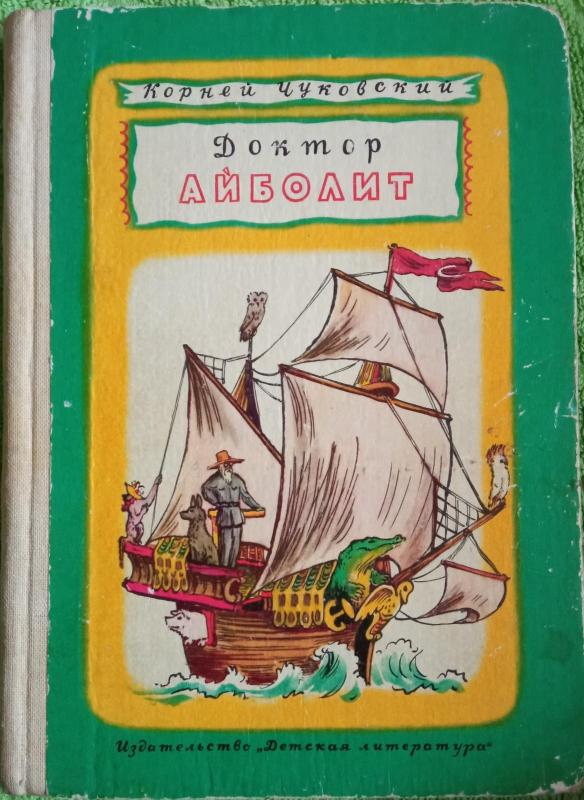 Корней Чуковский
Доктор
АЙБОЛИТ
Издательство „Детская литература“